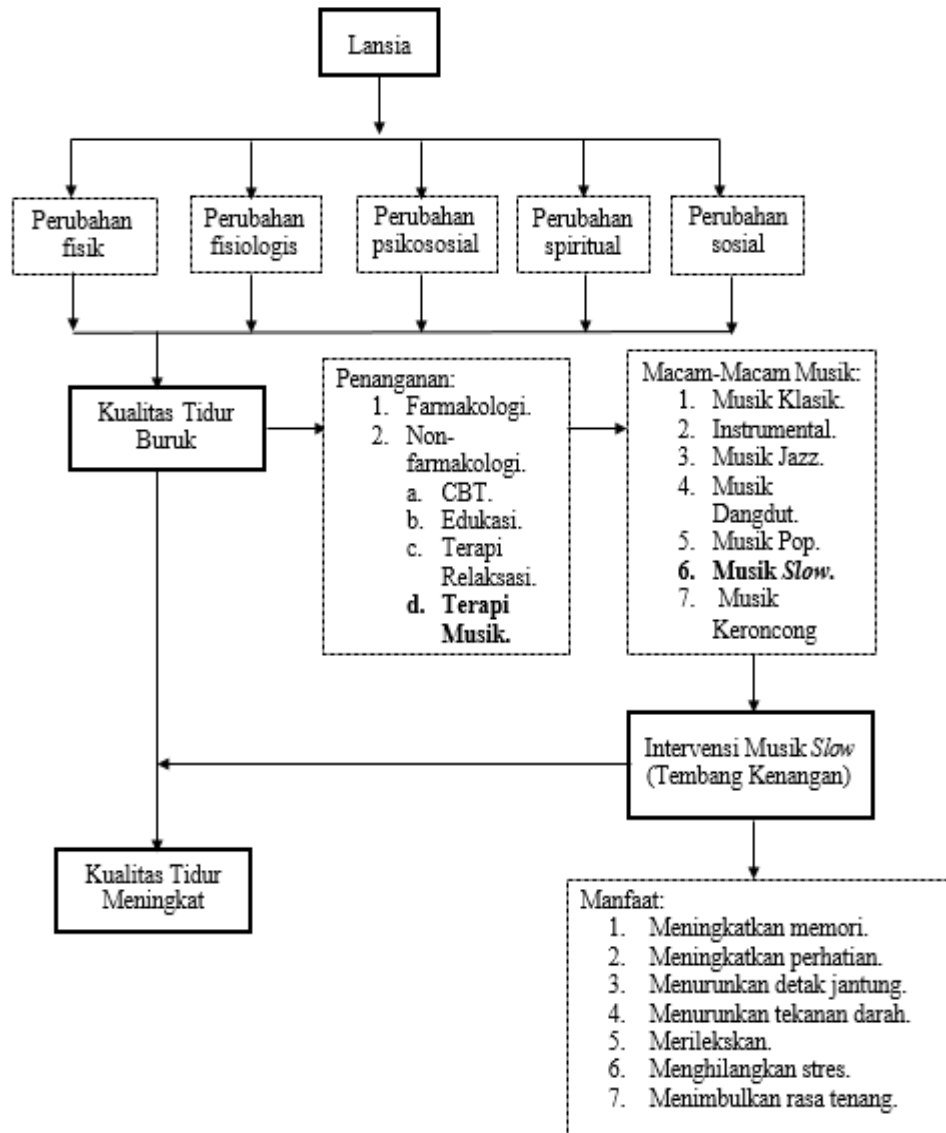 Lansia
Perubahan
fisik
Perubahan
fisiologis
Perubahan
psikososial
Perubahan
spiritual
Perubahan
sosial
Kualitas Tidur
Buruk
Penanganan:
1. Farmakologi.
2. Non-
farmakologi.
a. CBT.
b. Edukasi.
c. Terapi
Relaksasi.
d. Terapi
Musik.
Macam-Macam Musik:
1. Musik Klasik.
2. Instrumental.
3. Musik Jazz.
4. Musik
Dangdut.
5. Musik Pop.
6. Musik Slow.
7. Musik
Keroncong
Intervensi Musik Slow
(Tembang Kenangan)
Kualitas Tidur
Meningkat
Manfaat:
1. Meningkatkan memori.
2. Meningkatkan perhatian.
3. Menurunkan detak jantung.
4. Menurunkan tekanan darah.
5. Merilekskan.
6. Menghilangkan stres.
7. Menimbulkan rasa tenang.